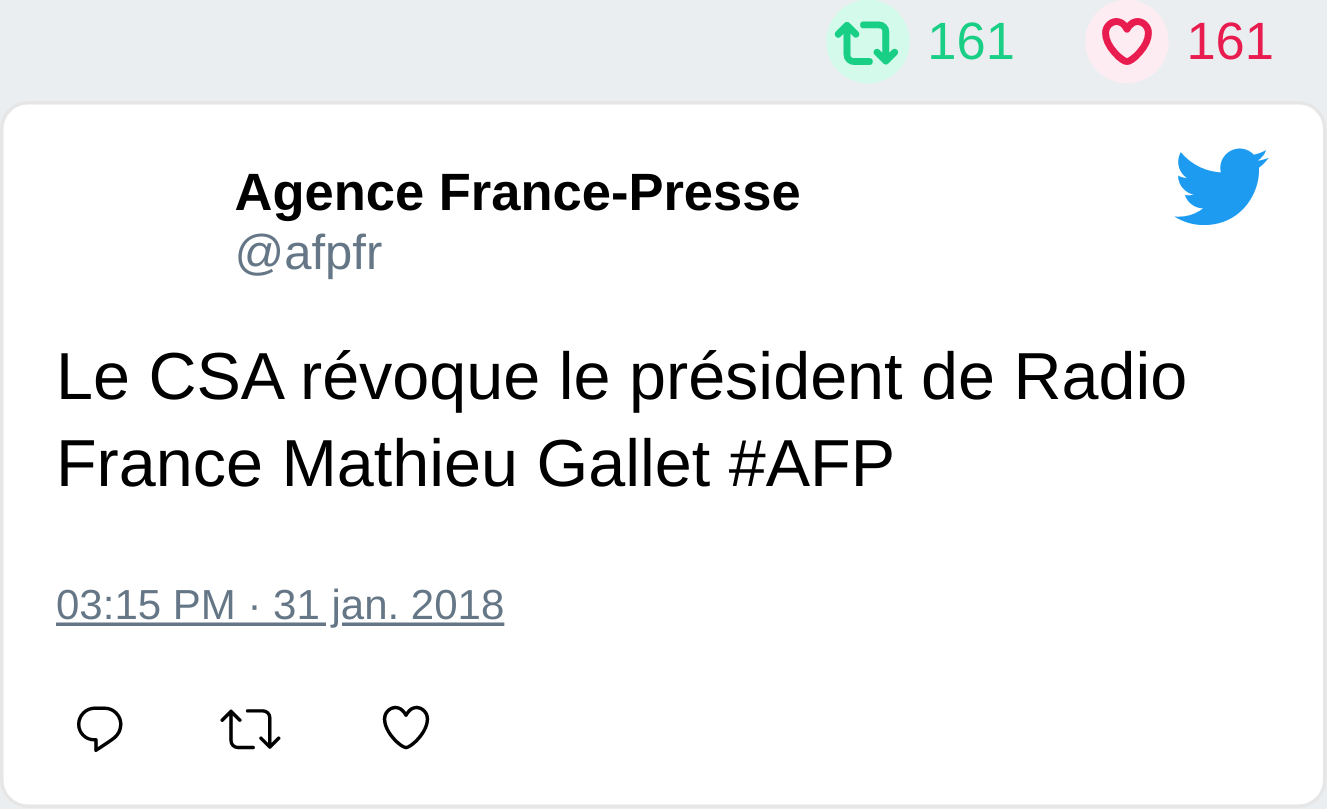 161 161
Agence France-Presse
@afpfr
Le CSA révoque le président de Radio
France Mathieu Gallet #AFP
03:15 PM · 31 jan. 2018